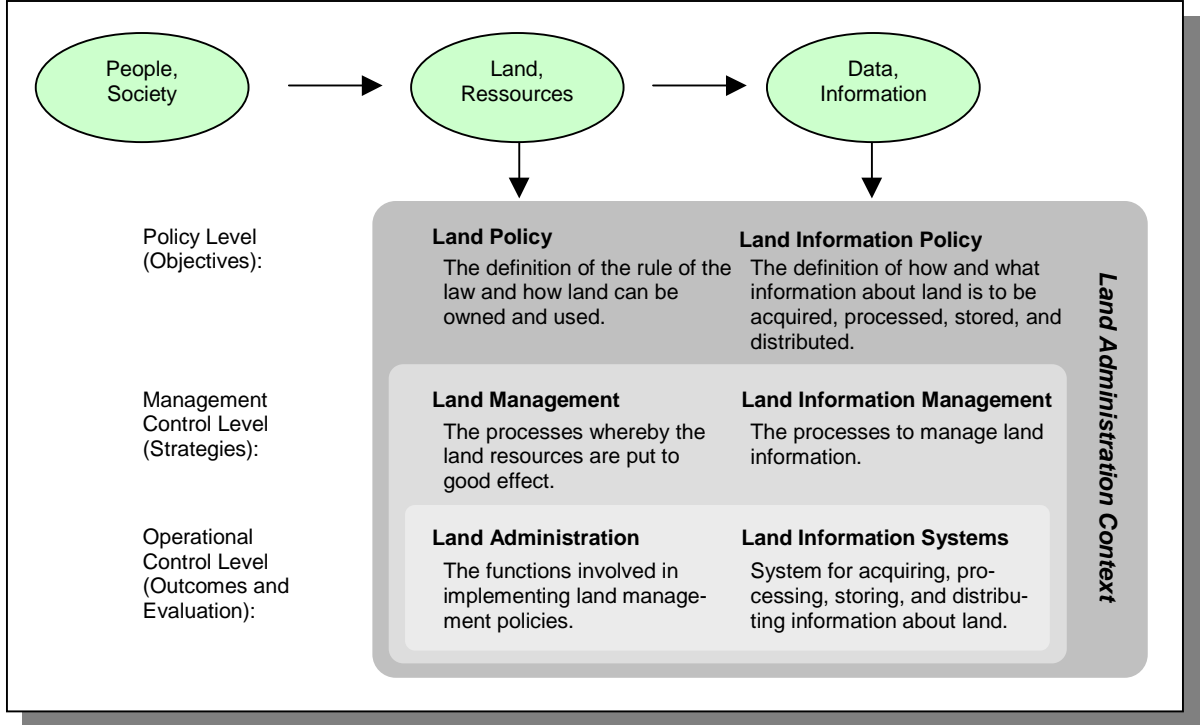 People,
Society
Land,
Ressources
Data,
Information
Policy Level
(Objectives):
Land Policy
The definition of the rule of the
law and how land can be
owned and used.
Land Information Policy
The definition of how and what
information about land is to be
acquired, processed, stored, and
distributed.
Management
Control Level
(Strategies):
Land Management
The processes whereby the
land resources are put to
good effect.
Land Information Management
The processes to manage land
information.
Operational
Control Level
(Outcomes and
Evaluation):
Land Administration
The functions involved in
implementing land manage-
ment policies.
Land Information Systems
System for acquiring, pro-
cessing, storing, and distribu-
ting information about land.
Land Administration Context